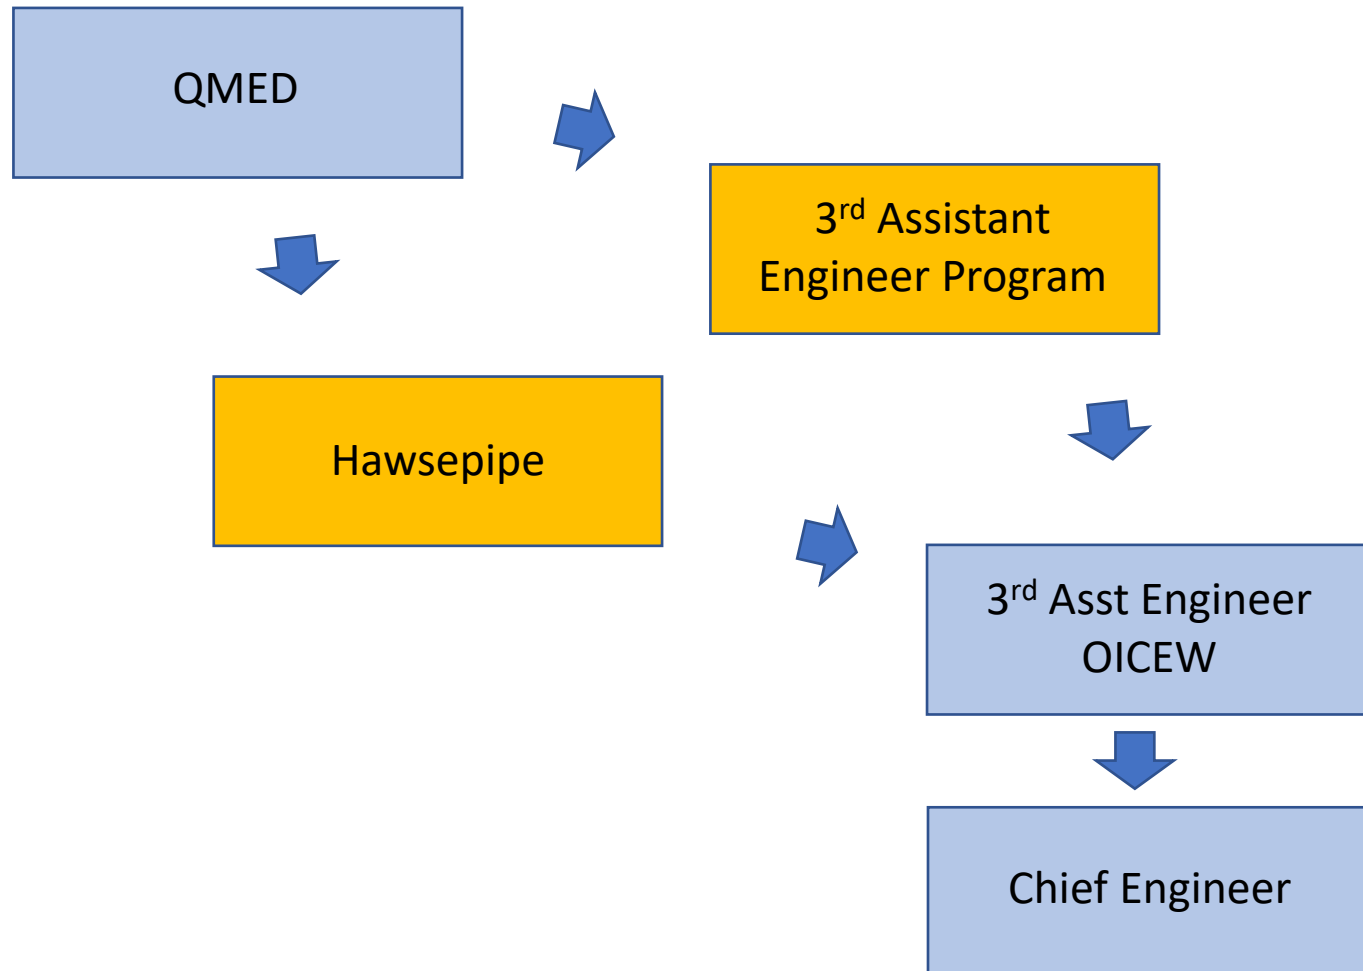 QMED
3rd Assistant
Engineer Program
Hawsepipe
3rd Asst Engineer
OICEW
Chief Engineer